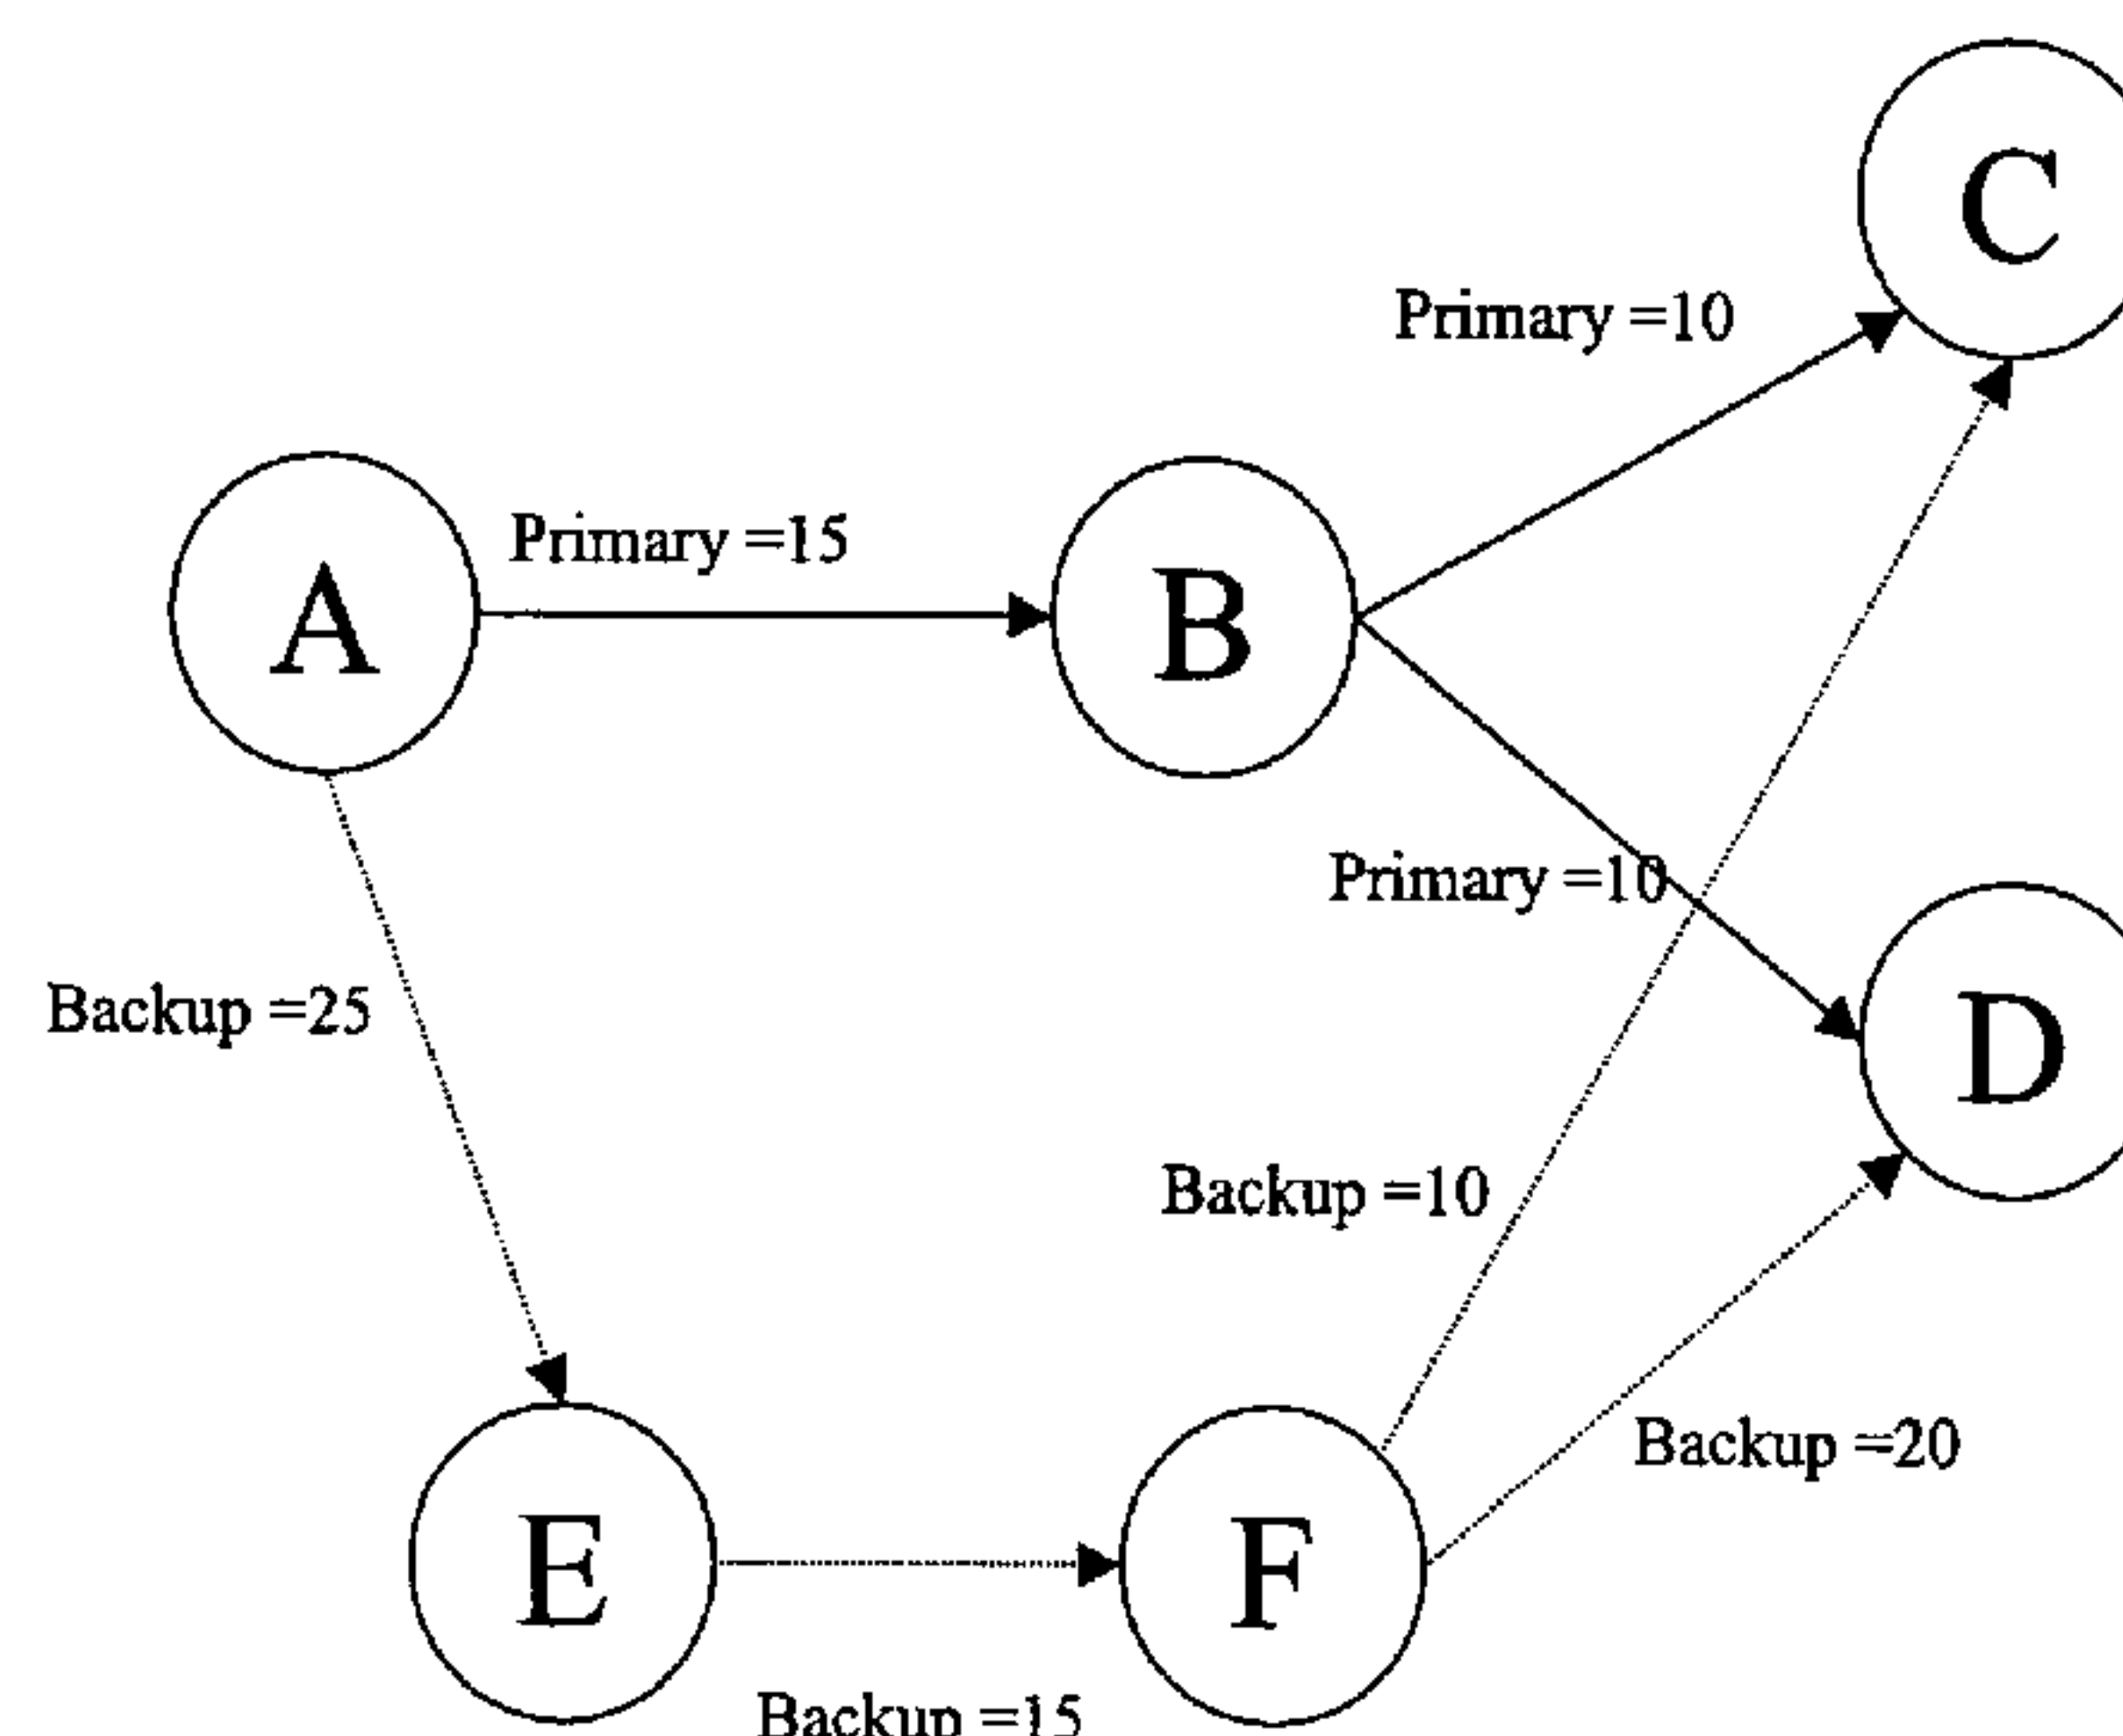 C
Primary =10
Primary =15
A
B
Primary =10
Backup =25
D
Backup =10
Backup =20
E
F
Backup =15